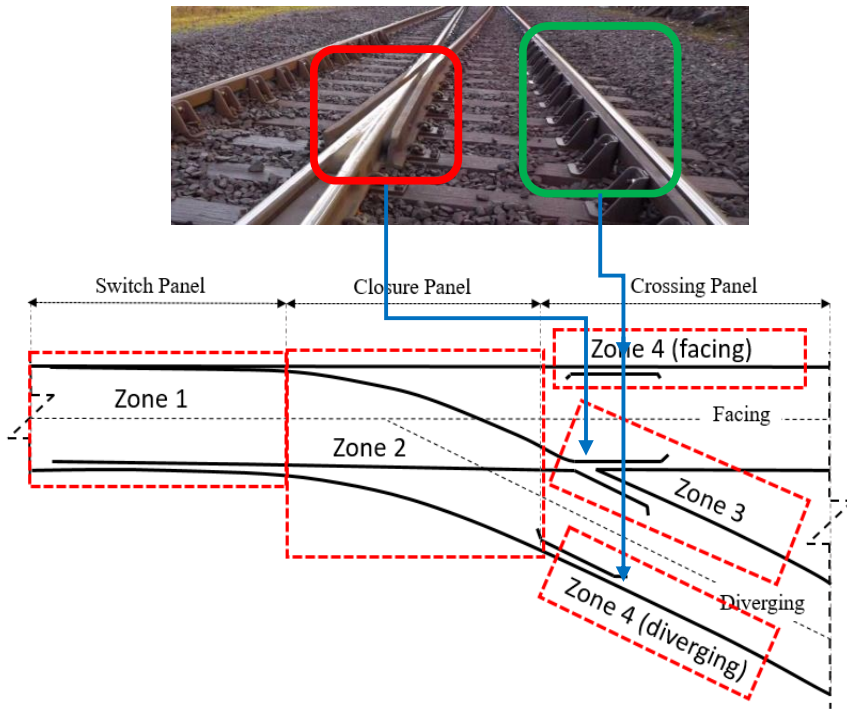 Switch Panel
Closure Panel
Crossing Panel
Zone 4 (facing)
Zone 1
Facing
Zone 2
Zone 3
Diverging
Zone 4 (diverging)